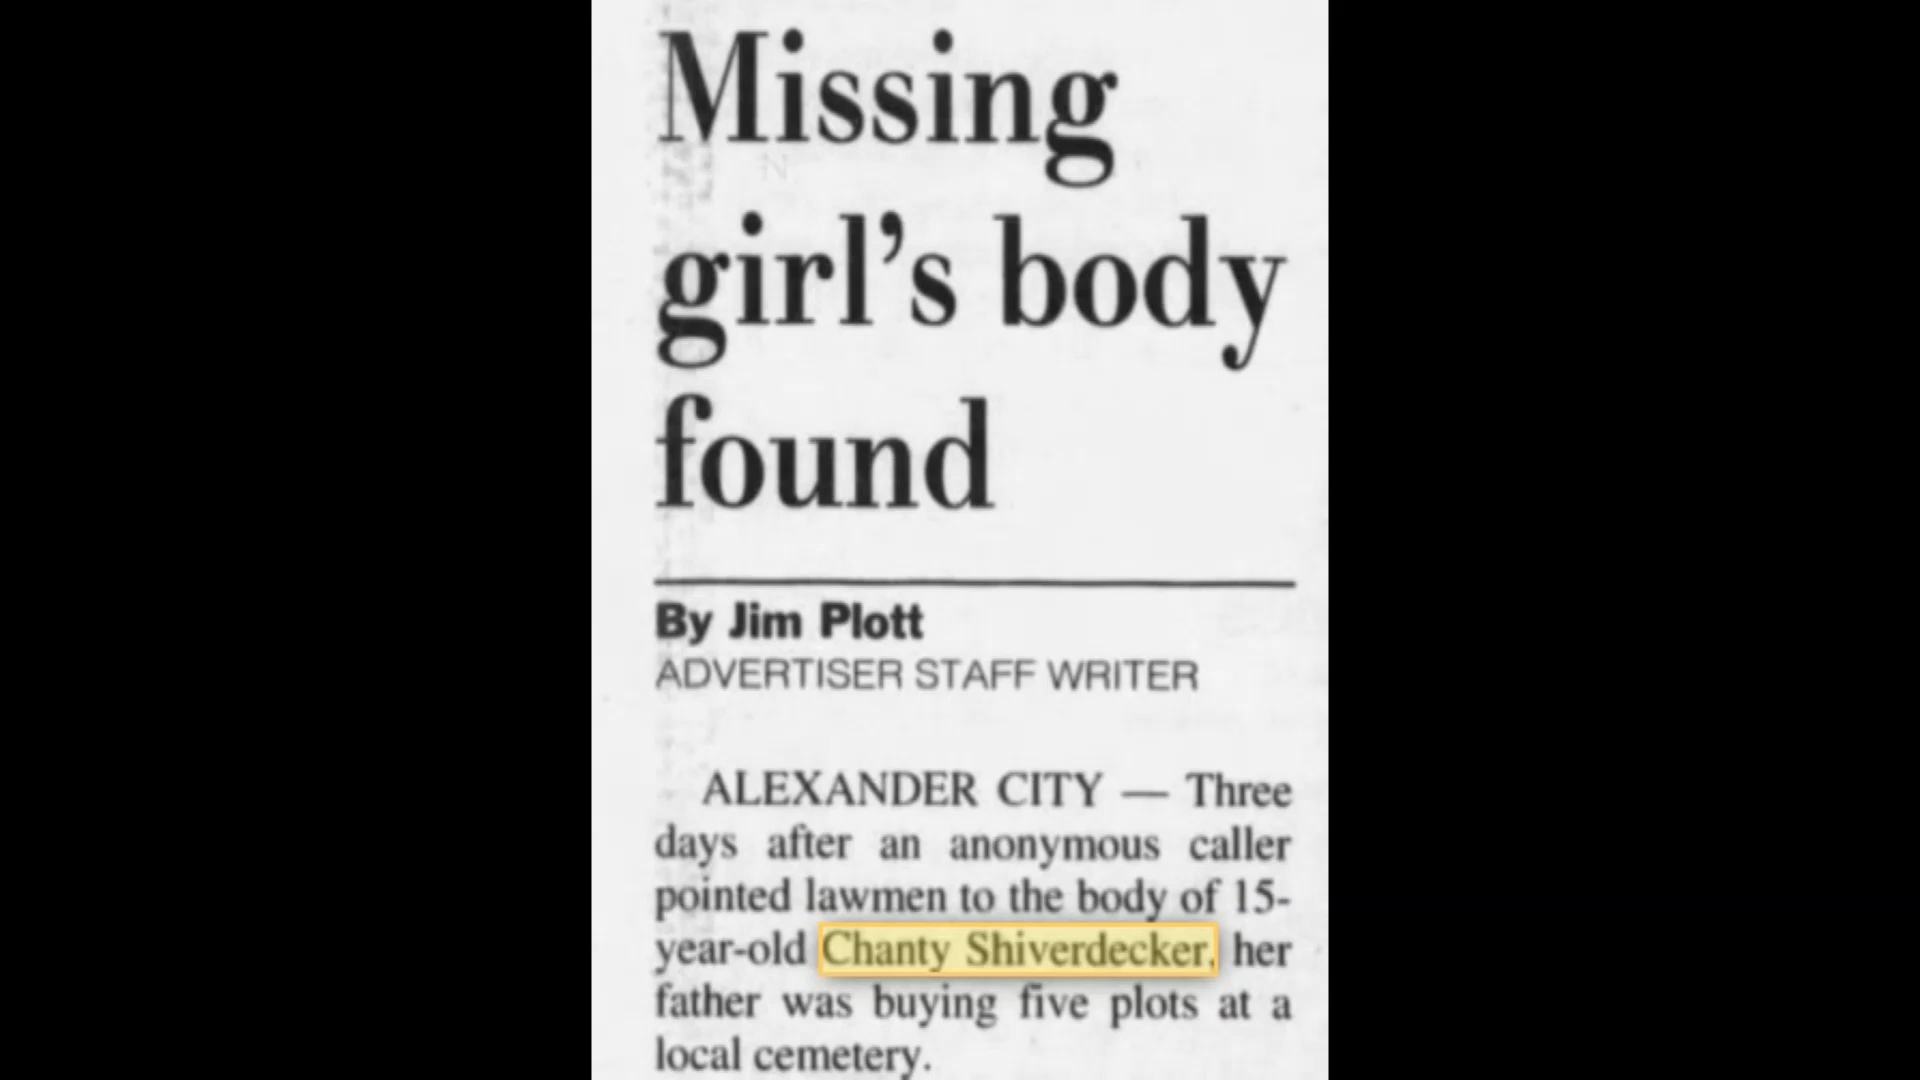 Missing
girl's body
found
By Jim Plott
ADVERTISER STAFF WRITER
ALEXANDER CITY — Three
days after an anonymous caller
pointed lawmen to the body of 15-
year-old Chanty Shiverdecker, her
father was buying five plots at a
local cemetery.